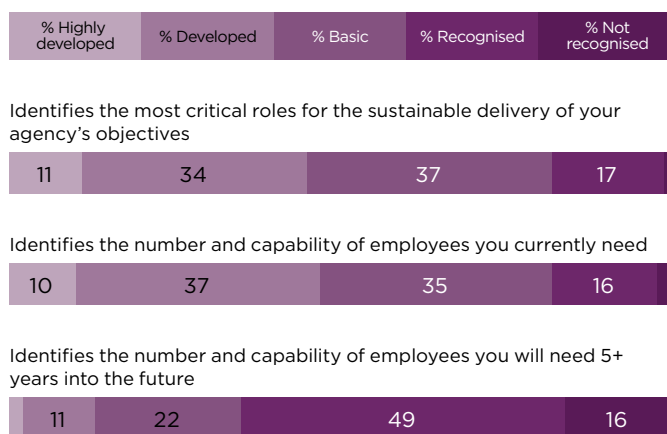 % Highly developed
% Developed
% Basic
% Recognised
% Not recognised
Identifies the most critical roles for the sustainable delivery of your
agency’s objectives
11 34 37 17
Identifies the number and capability of employees you currently need
10 37 35 16
Identifies the number and capability of employees you will need 5+
years into the future
11 22 49 16